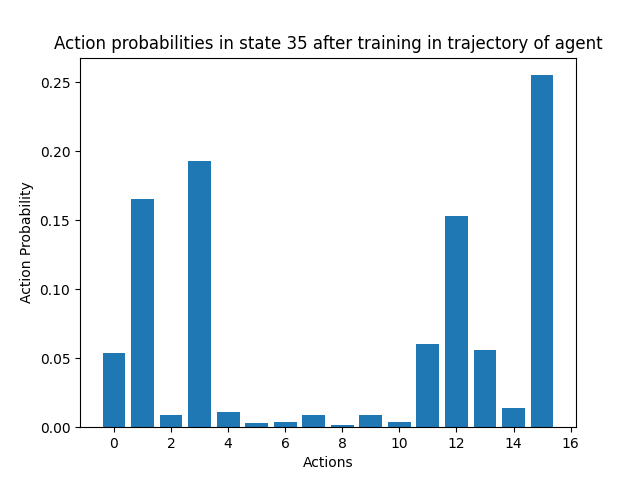 Action probabilities in state 35 after training in trajectory of agent
0.25
0.20
0.15
0.10
0.05
0.00
Action Probability
0 2 4 6 8 10 12 14 16
Actions